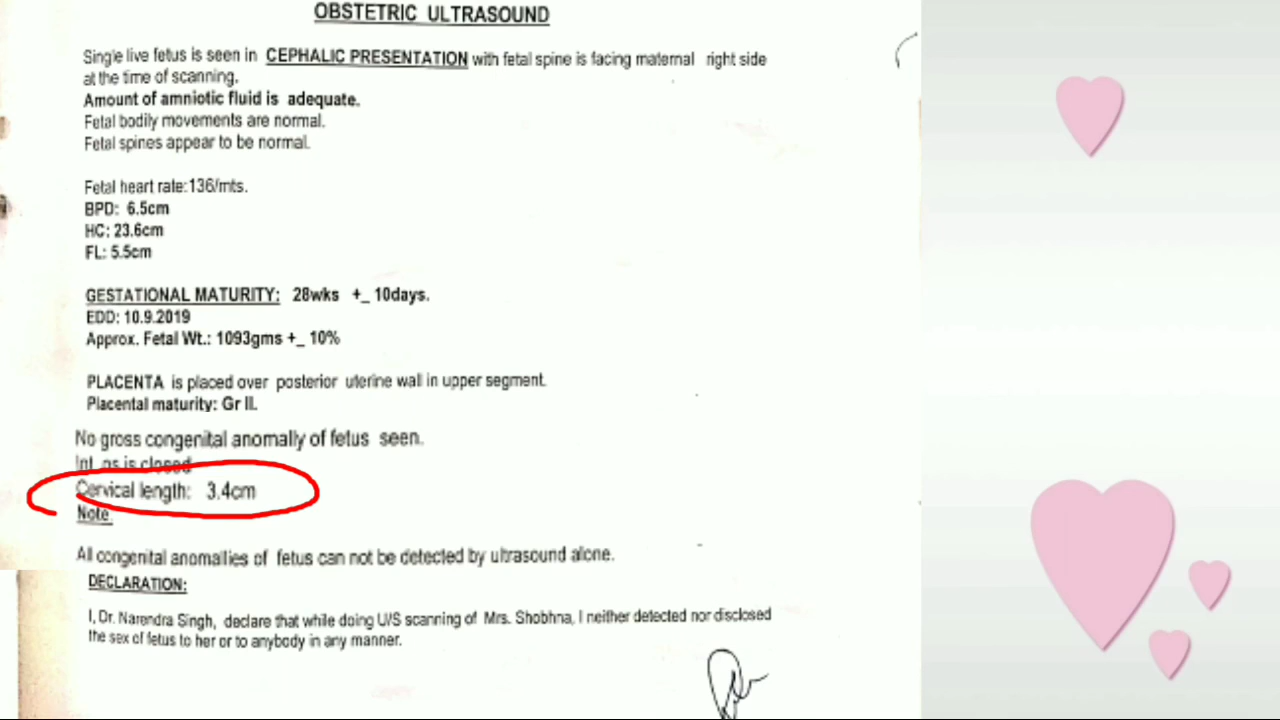 OBSTETRIC ULTRASOUND
Single live fetus is seen in CEPHALIC PRESENTATION with fetal spine is facing maternal right side
at the time of scanning.
Amount of amniotic fluid is adequate.
Fetal bodily movements are normal.
Fetal spines appear to be normal.
Fetal heart rate:136/mts.
BPD: 6.5cm
HC: 23.6cm
FL: 5.5cm
GESTATIONAL MATURITY: 28wks +_ 10days.
EDD: 10.9.2019
Approx. Fetal Wt.: 1093gms +_ 10%
PLACENTA is placed over posterior uterine wall in upper segment.
Placental maturity: Gr II.
No gross congenital anomally of fetus seen.
Int os is closed
Cervical length: 3.4cm
Note
All congenital anomallies of fetus can not be detected by ultrasound alone.
DECLARATION:
I, Dr. Narendra Singh, declare that while doing U/S scanning of Mrs. Shobhna, I neither detected nor disclosed
the sex of fetus to her or to anybody in any manner.